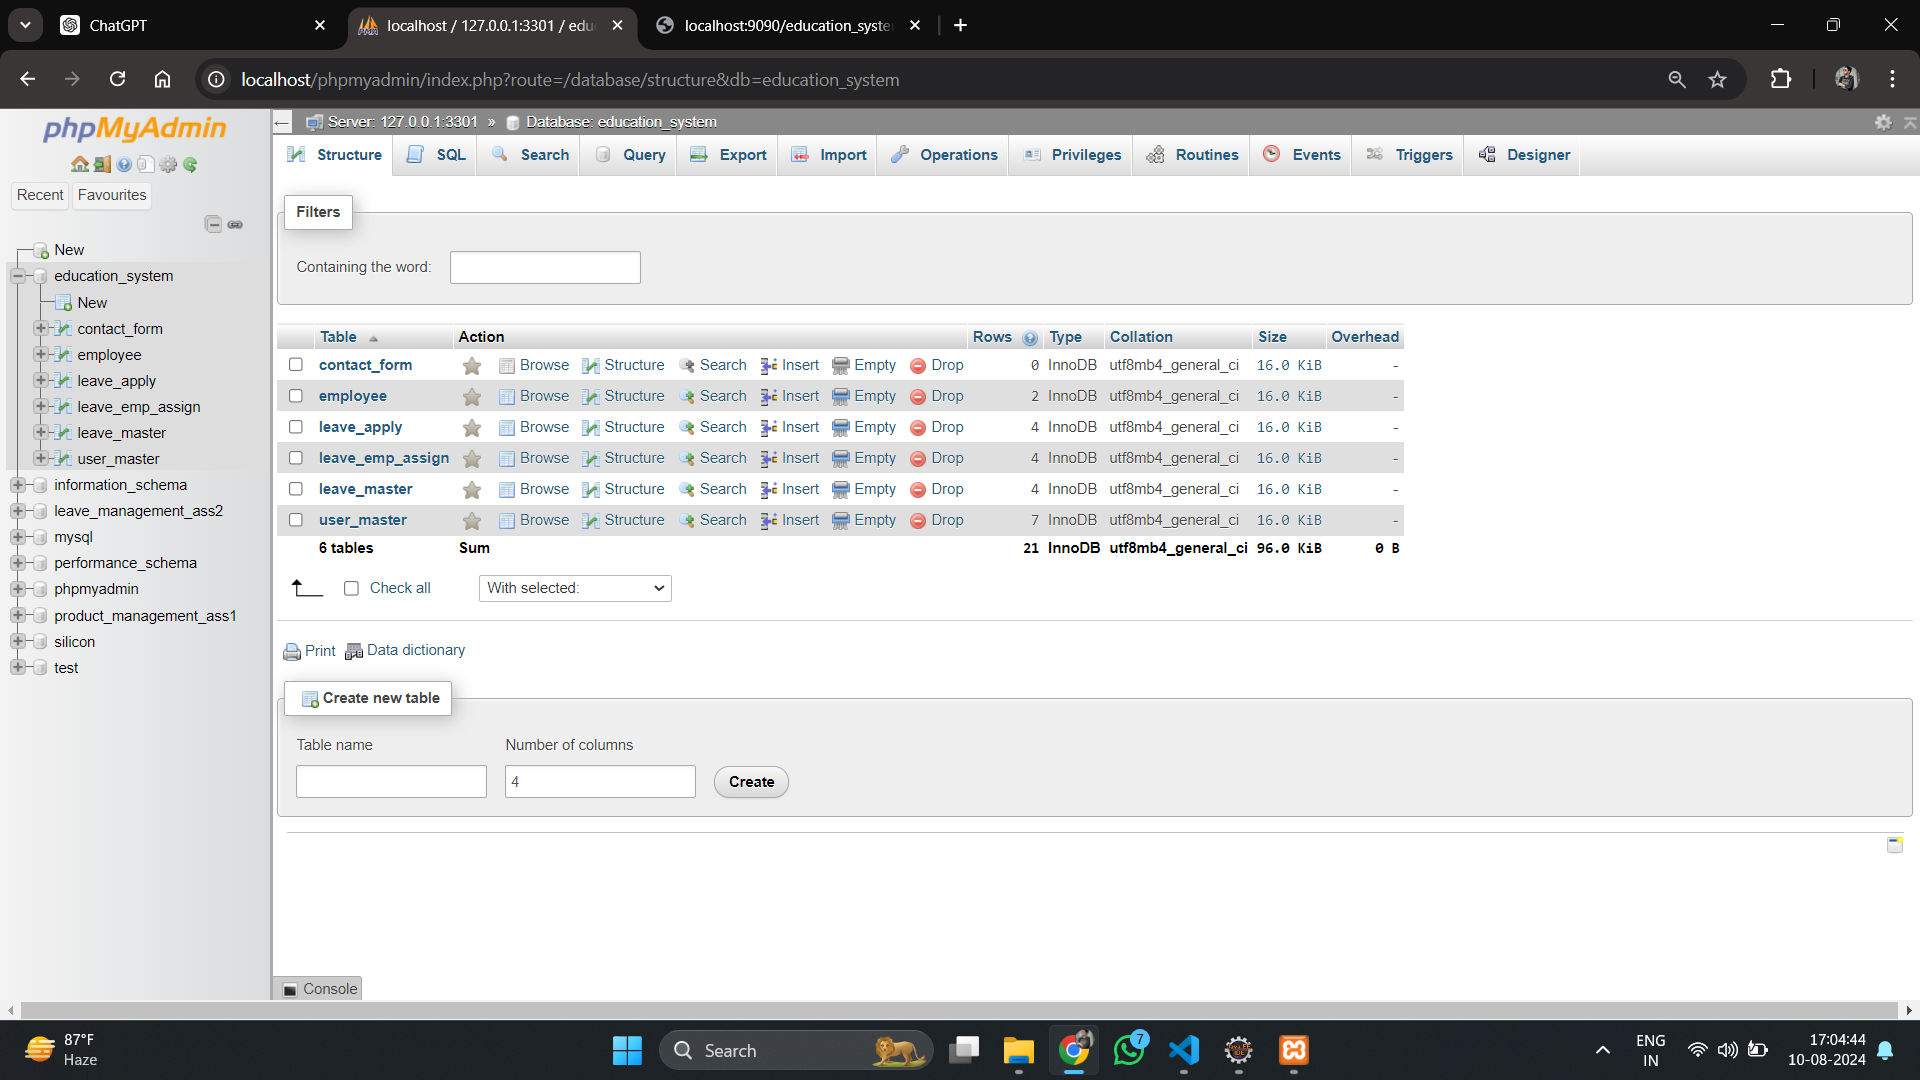 ChatGPT
localhost / 127.0.0.1:3301 / edu
localhost:9090/education_syste
localhost/phpmyadmin/index.php?route=/database/structure&db=education_system
phpMyAdmin
Recent Favourites
New
education_system
New
contact_form
employee
leave_apply
leave_emp_assign
leave_master
user_master
information_schema
leave_management_ass2
mysql
performance_schema
phpmyadmin
product_management_ass1
silicon
test
Server: 127.0.0.1:3301 » Database: education_system
Structure SQL Search Query Export Import Operations Privileges Routines Events Triggers Designer
Filters
Containing the word:
Table Action Rows Type Collation Size Overhead
contact_form Browse Structure Search Insert Empty Drop 0 InnoDB utf8mb4_general_ci 16.0 KiB -
employee Browse Structure Search Insert Empty Drop 2 InnoDB utf8mb4_general_ci 16.0 KiB -
leave_apply Browse Structure Search Insert Empty Drop 4 InnoDB utf8mb4_general_ci 16.0 KiB -
leave_emp_assign Browse Structure Search Insert Empty Drop 4 InnoDB utf8mb4_general_ci 16.0 KiB -
leave_master Browse Structure Search Insert Empty Drop 4 InnoDB utf8mb4_general_ci 16.0 KiB -
user_master Browse Structure Search Insert Empty Drop 7 InnoDB utf8mb4_general_ci 16.0 KiB -
6 tables Sum 21 InnoDB utf8mb4_general_ci 96.0 KiB 0 B
Check all With selected:
Print Data dictionary
Create new table
Table name Number of columns
4 Create
Console
87°F
Haze
Search
7
ENG
IN
17:04:44
10-08-2024